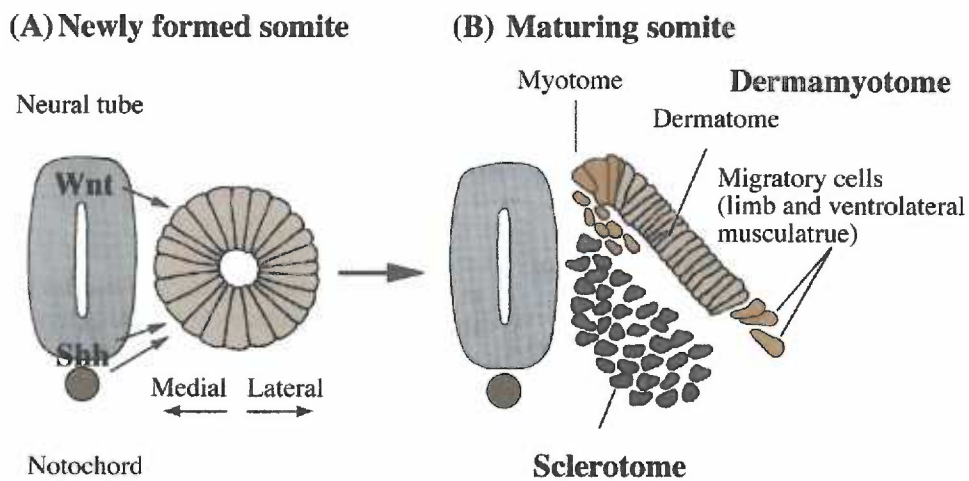 (A) Newly formed somite
(B) Maturing somite
Neural tube
Wnt
Shh
Medial
Lateral
Notochord
Myotome
Dermamyotome
Dermatome
Migratory cells
(limb and ventrolateral
musculatrue)
Sclerotome